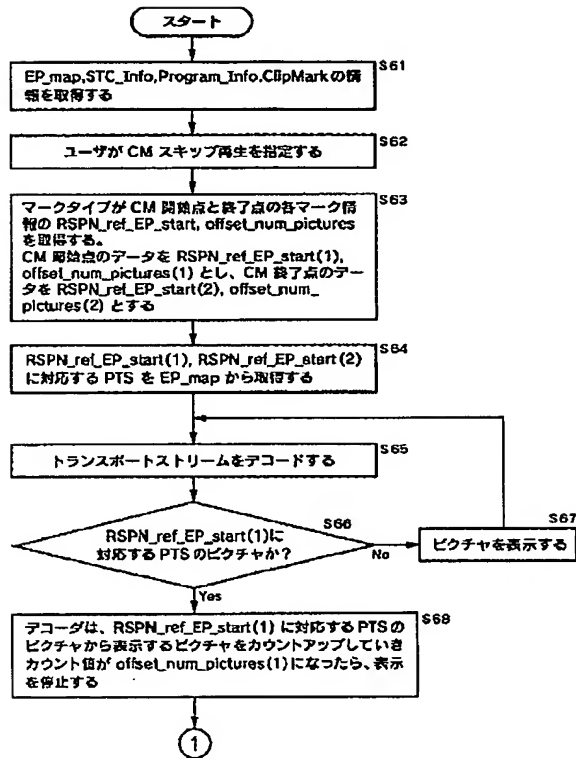 スタート
S61
EP_map,STC_Info,Program_Info,ClipMarkの情
報を取得する
S62
ユーザが CM スキップ再生を指定する
S63
マークタイプが CM 開始点と終了点の各マーク情
報の RSPN_ref_EP_start, offset_num_pictures
を取得する。
CM 開始点のデータを RSPN_ref_EP_start(1),
offset_num_pictures(1) とし、CM 終了点のデー
タを RSPN_ref_EP_start(2), offset_num_
pictures(2) とする
S64
RSPN_ref_EP_start(1), RSPN_ref_EP_start(2)
に対応する PTS を EP_map から取得する
S65
トランスポートストリームをデコードする
S66
RSPN_ref_EP_start(1)に
対応する PTS のピクチャか?
No
S67
ピクチャを表示する
Yes
S68
デコーダは、RSPN_ref_EP_start(1) に対応する PTS の
ピクチャから表示するピクチャをカウントアップしていき
カウント値が offset_num_pictures(1)になったら、表示
を停止する
1